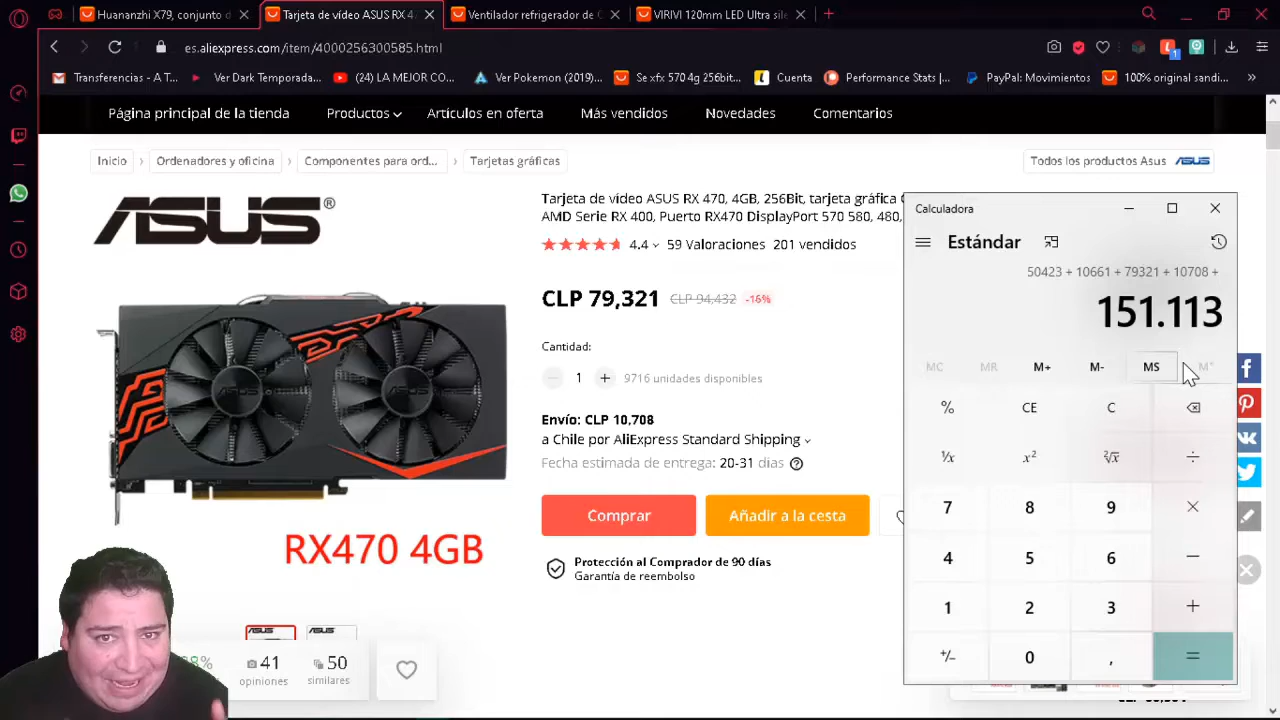 Huananzhi X79, conjunto d
Tarjeta de vídeo ASUS RX 4
Ventilador refrigerador de C
VIRIVI 120mm LED Ultra sile
es.aliexpress.com/item/4000256300585.html
1
Transferencias - A T...
Ver Dark Temporada...
(24) LA MEJOR CO...
Ver Pokemon (2019)...
Se xfx 570 4g 256bit...
Cuenta
Performance Stats |...
PayPal: Movimientos
100% original sandi...
»
Página principal de la tienda
Productos
Artículos en oferta
Más vendidos
Novedades
Comentarios
Inicio
Ordenadores y oficina
Componentes para ord...
Tarjetas gráficas
Todos los productos Asus
ASUS
ASUS®
Tarjeta de vídeo ASUS RX 470, 4GB, 256Bit, tarjeta gráfica
AMD Serie RX 400, Puerto RX470 DisplayPort 570 580, 480,
4.4
59 Valoraciones
201 vendidos
CLP 79,321
CLP 94,432
-16%
Cantidad:
1
9716 unidades disponibles
Envío: CLP 10,708
a Chile por AliExpress Standard Shipping
Fecha estimada de entrega: 20-31 días
Comprar
Añadir a la cesta
Protección al Comprador de 90 días
Garantía de reembolso
RX470 4GB
ASUS
ASUS
41
opiniones
50
similares
Calculadora
Estándar
50423 + 10661 + 79321 + 10708 +
151.113
MC
MR
M+
M-
MS
%
CE
C
¹/x
x²
²√x
÷
7
8
9
×
4
5
6
−
1
2
3
+
+/-
0
,
=